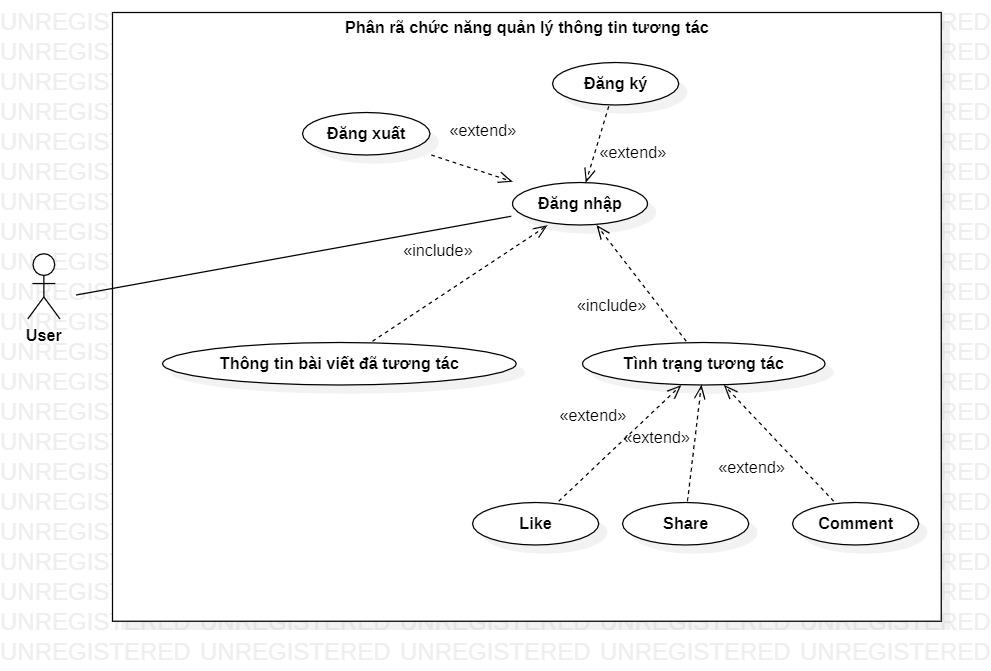 Phân rã chức năng quản lý thông tin tương tác
Đăng ký
Đăng xuất
«extend»
«extend»
Đăng nhập
«include»
«include»
User
Thông tin bài viết đã tương tác
Tình trạng tương tác
«extend»
«extend»
«extend»
Like
Share
Comment
UNREGISTERED UNREGISTERED UNREGISTERED UNREGISTERED UNREGISTERED